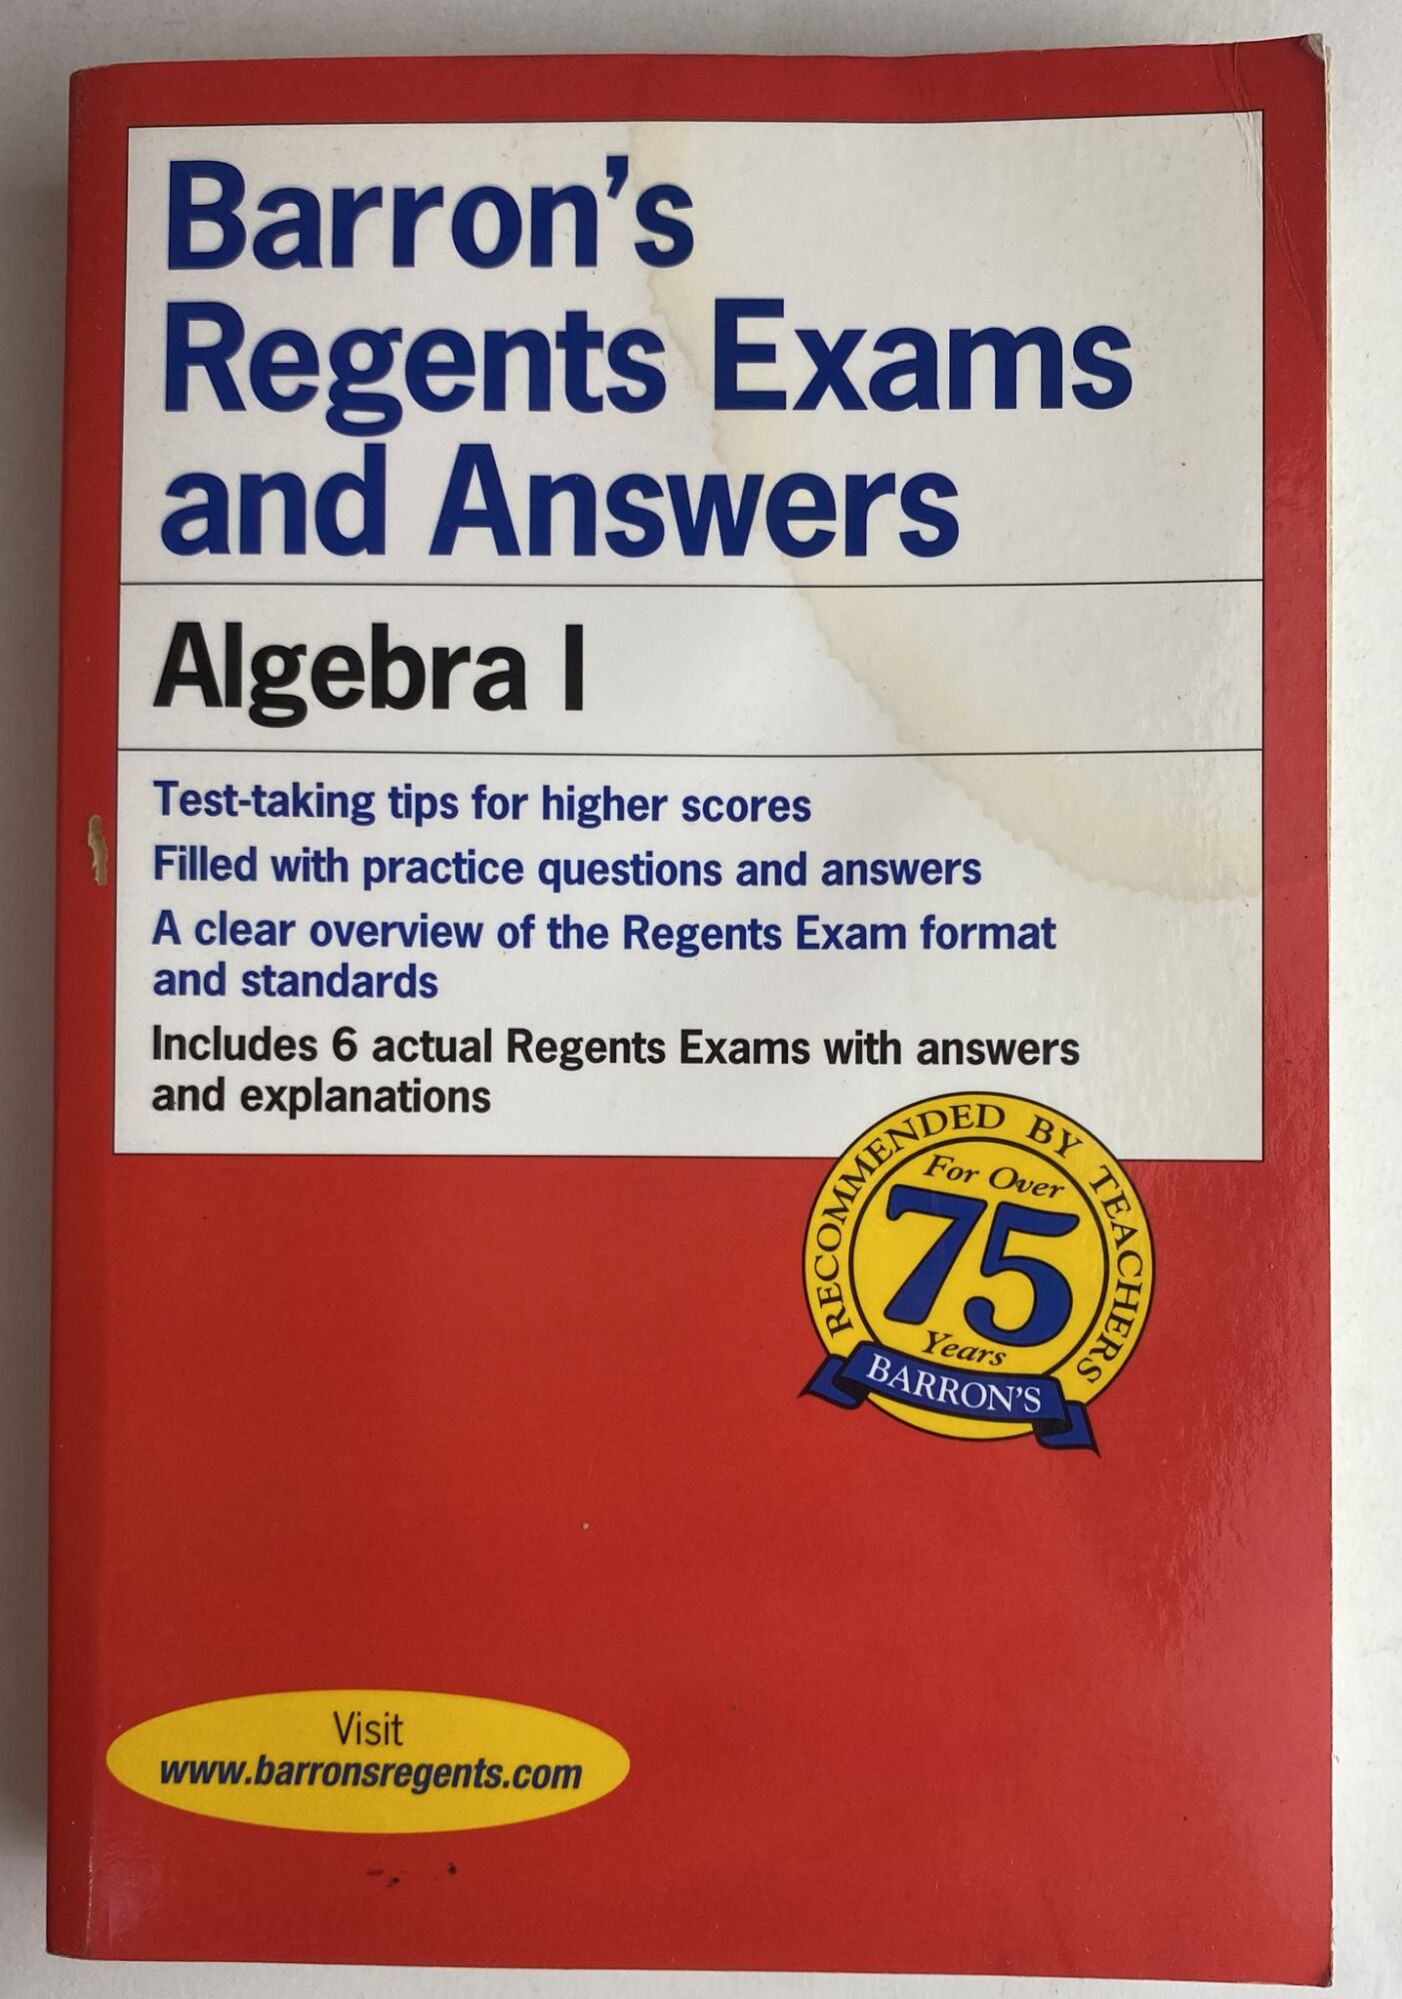 Barron's
Regents Exams
and Answers
Algebra I
Test-taking tips for higher scores
Filled with practice questions and answers
A clear overview of the Regents Exam format
and standards
Includes 6 actual Regents Exams with answers
and explanations
RECOMMENDED BY TEACHERS
For Over
75
Years
BARRON'S
Visit
www.barronsregents.com